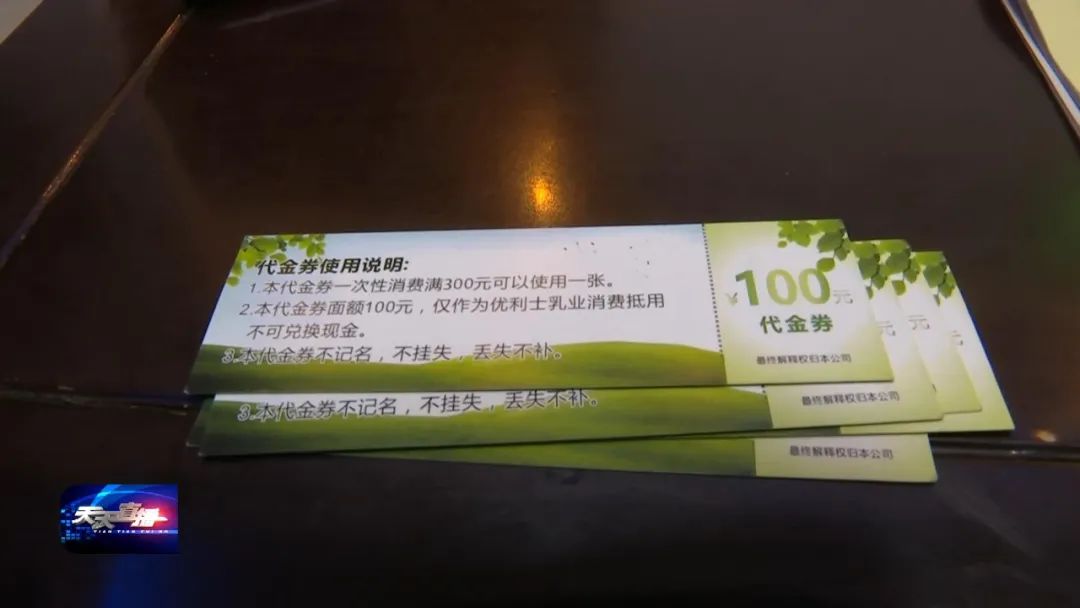 代金券使用说明:
1.本代金券一次性消费满300元可以使用一张。
2.本代金券面额100元，仅作为优利士乳业消费抵用
不可兑换现金。
3.本代金券不记名，不挂失，丢失不补。
¥100元
代金券
最终解释权归本公司
元
元
3.本代金券不记名，不挂失，丢失不补。
最终解释权归本公司
最终解释权归本公司
天天直播